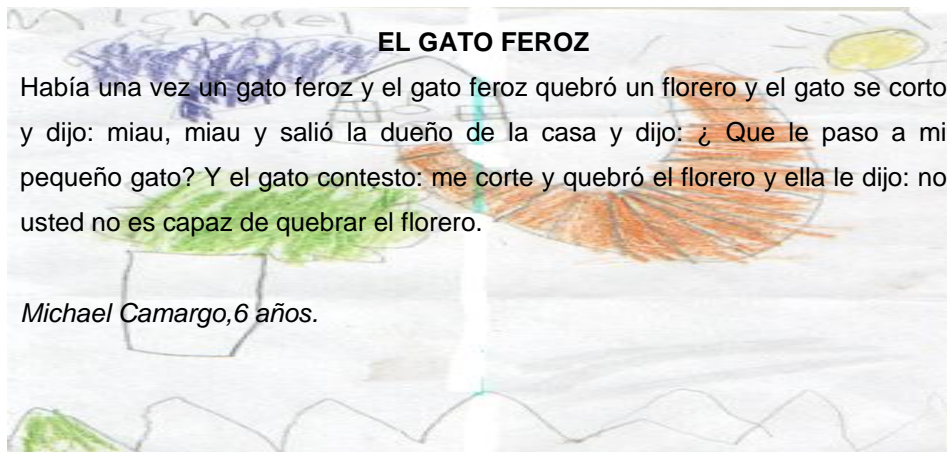 Michael
EL GATO FEROZ
Había una vez un gato feroz y el gato feroz quebró un florero y el gato se corto
y dijo: miau, miau y salió la dueño de la casa y dijo: ¿ Que le paso a mi
pequeño gato? Y el gato contesto: me corte y quebró el florero y ella le dijo: no
usted no es capaz de quebrar el florero.
Michael Camargo,6 años.